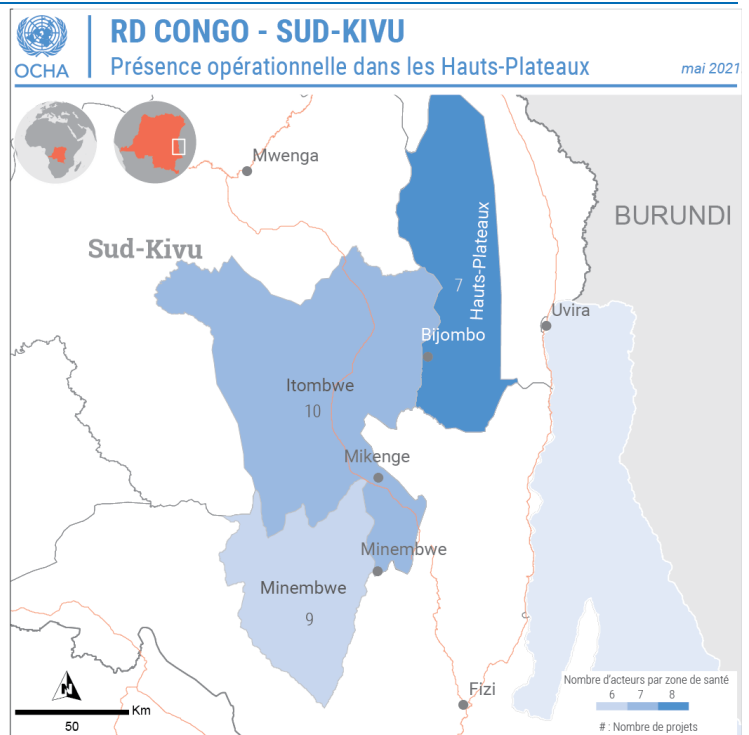 OCHA
RD CONGO - SUD-KIVU
Présence opérationnelle dans les Hauts-Plateaux
mai 2021
Mwenga
BURUNDI
Sud-Kivu
Hauts-Plateaux
7
Uvira
Bijombo
Itombwe
10
Mikenge
Minembwe
Minembwe
9
Fizi
N
Km
50
Nombre d'acteurs par zone de santé
6 7 8
# : Nombre de projets